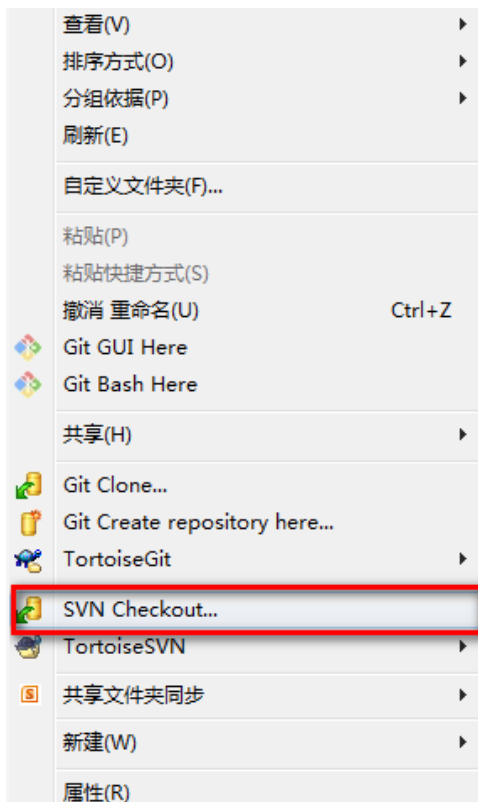 查看(V)
排序方式(O)
分组依据(P)
刷新(E)
自定义文件夹(F)...
粘贴(P)
粘贴快捷方式(S)
撤消 重命名(U) Ctrl+Z
Git GUI Here
Git Bash Here
共享(H)
Git Clone...
Git Create repository here...
TortoiseGit
SVN Checkout...
TortoiseSVN
共享文件夹同步
新建(W)
属性(R)